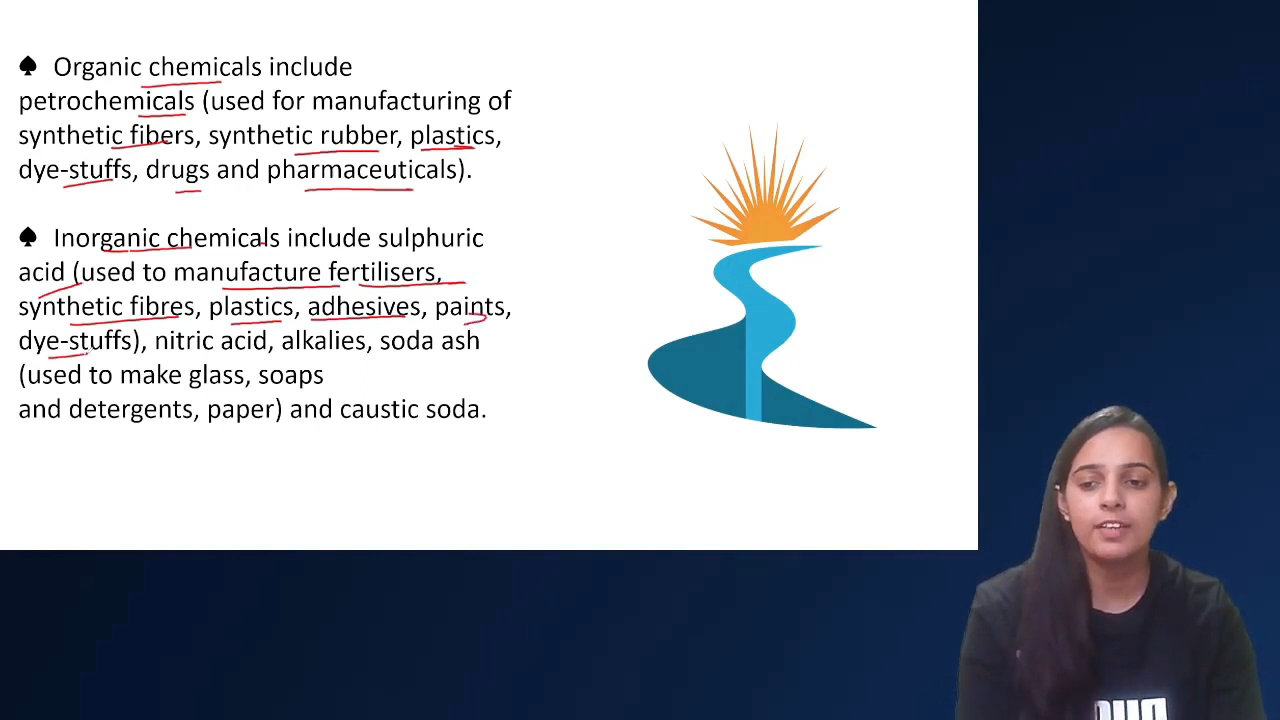 ♠ Organic chemicals include
petrochemicals (used for manufacturing of
synthetic fibers, synthetic rubber, plastics,
dye-stuffs, drugs and pharmaceuticals).
♠ Inorganic chemicals include sulphuric
acid (used to manufacture fertilisers,
synthetic fibres, plastics, adhesives, paints,
dye-stuffs), nitric acid, alkalies, soda ash
(used to make glass, soaps
and detergents, paper) and caustic soda.